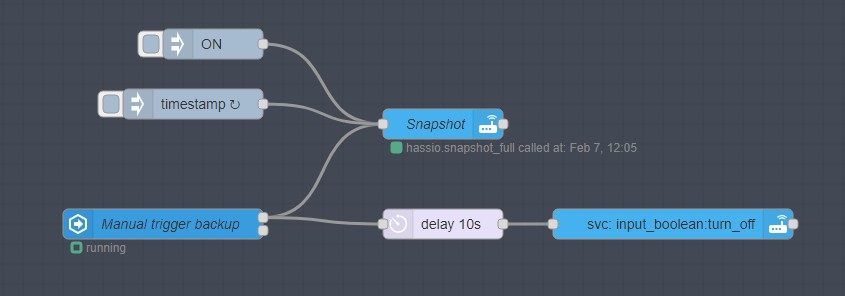 ON
timestamp ↻
Snapshot
hassio.snapshot_full called at: Feb 7, 12:05
Manual trigger backup
running
delay 10s
svc: input_boolean:turn_off